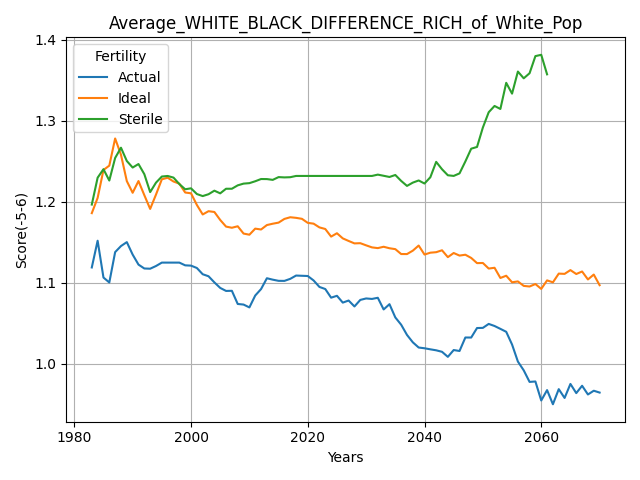 Average_WHITE_BLACK_DIFFERENCE_RICH_of_White_Pop
Score(-5-6)
1.4
1.3
1.2
1.1
1.0
Fertility
Actual
Ideal
Sterile
1980 2000 2020 2040 2060
Years